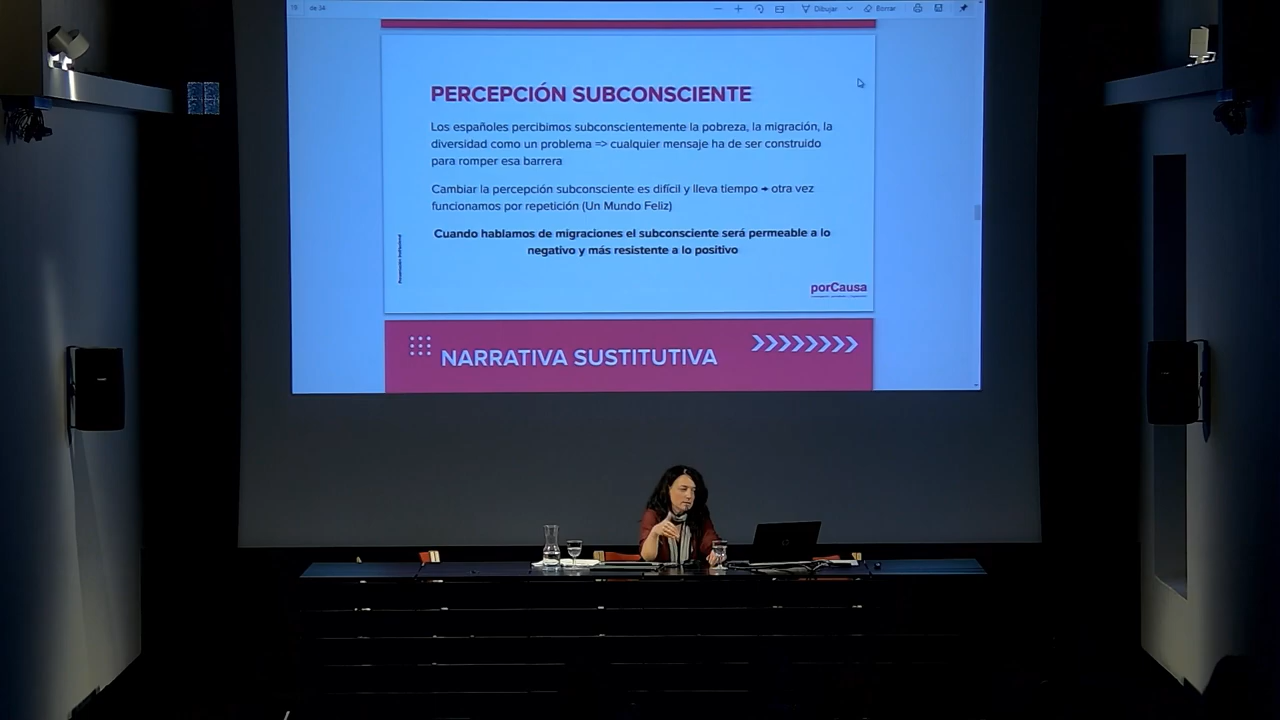 19 de 34
Dibujar
Borrar
PERCEPCIÓN SUBCONSCIENTE
Los españoles percibimos subconscientemente la pobreza, la migración, la
diversidad como un problema => cualquier mensaje ha de ser construido
para romper esa barrera
Cambiar la percepción subconsciente es difícil y lleva tiempo → otra vez
funcionamos por repetición (Un Mundo Feliz)
Cuando hablamos de migraciones el subconsciente será permeable a lo
negativo y más resistente a lo positivo
porCausa
NARRATIVA SUSTITUTIVA